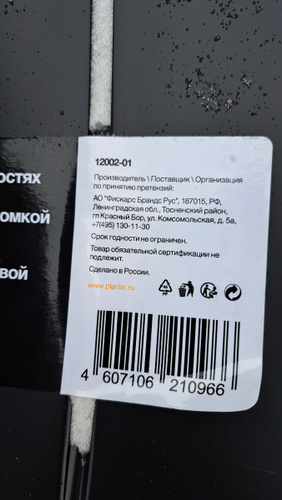 остях
омкой
вой
12002-01
Производитель \ Поставщик \ Организация
по принятию претензий:
АО "Фискарс Брандс Рус", 187015, РФ,
Ленинградская обл., Тосненский район,
гп Красный Бор, ул. Комсомольская, д. 5а,
+7(495) 130-11-30
Срок годности не ограничен.
Товар обязательной сертификации не
подлежит.
Сделано в России.
www.plantic.ru
4 607106 210966